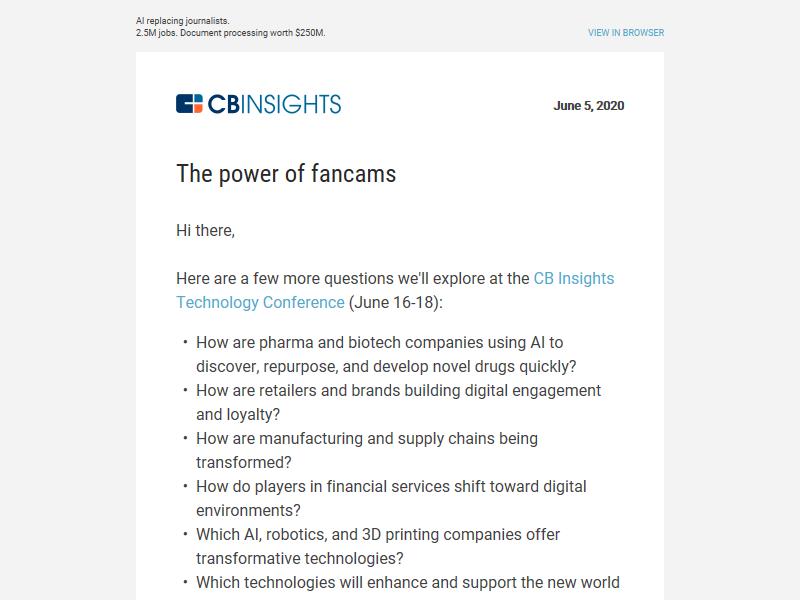 AI replacing journalists.
2.5M jobs. Document processing worth $250M.
VIEW IN BROWSER
CBINSIGHTS
June 5, 2020
The power of fancams
Hi there,
Here are a few more questions we'll explore at the CB Insights
Technology Conference (June 16-18):
• How are pharma and biotech companies using AI to
discover, repurpose, and develop novel drugs quickly?
• How are retailers and brands building digital engagement
and loyalty?
• How are manufacturing and supply chains being
transformed?
• How do players in financial services shift toward digital
environments?
• Which AI, robotics, and 3D printing companies offer
transformative technologies?
• Which technologies will enhance and support the new world